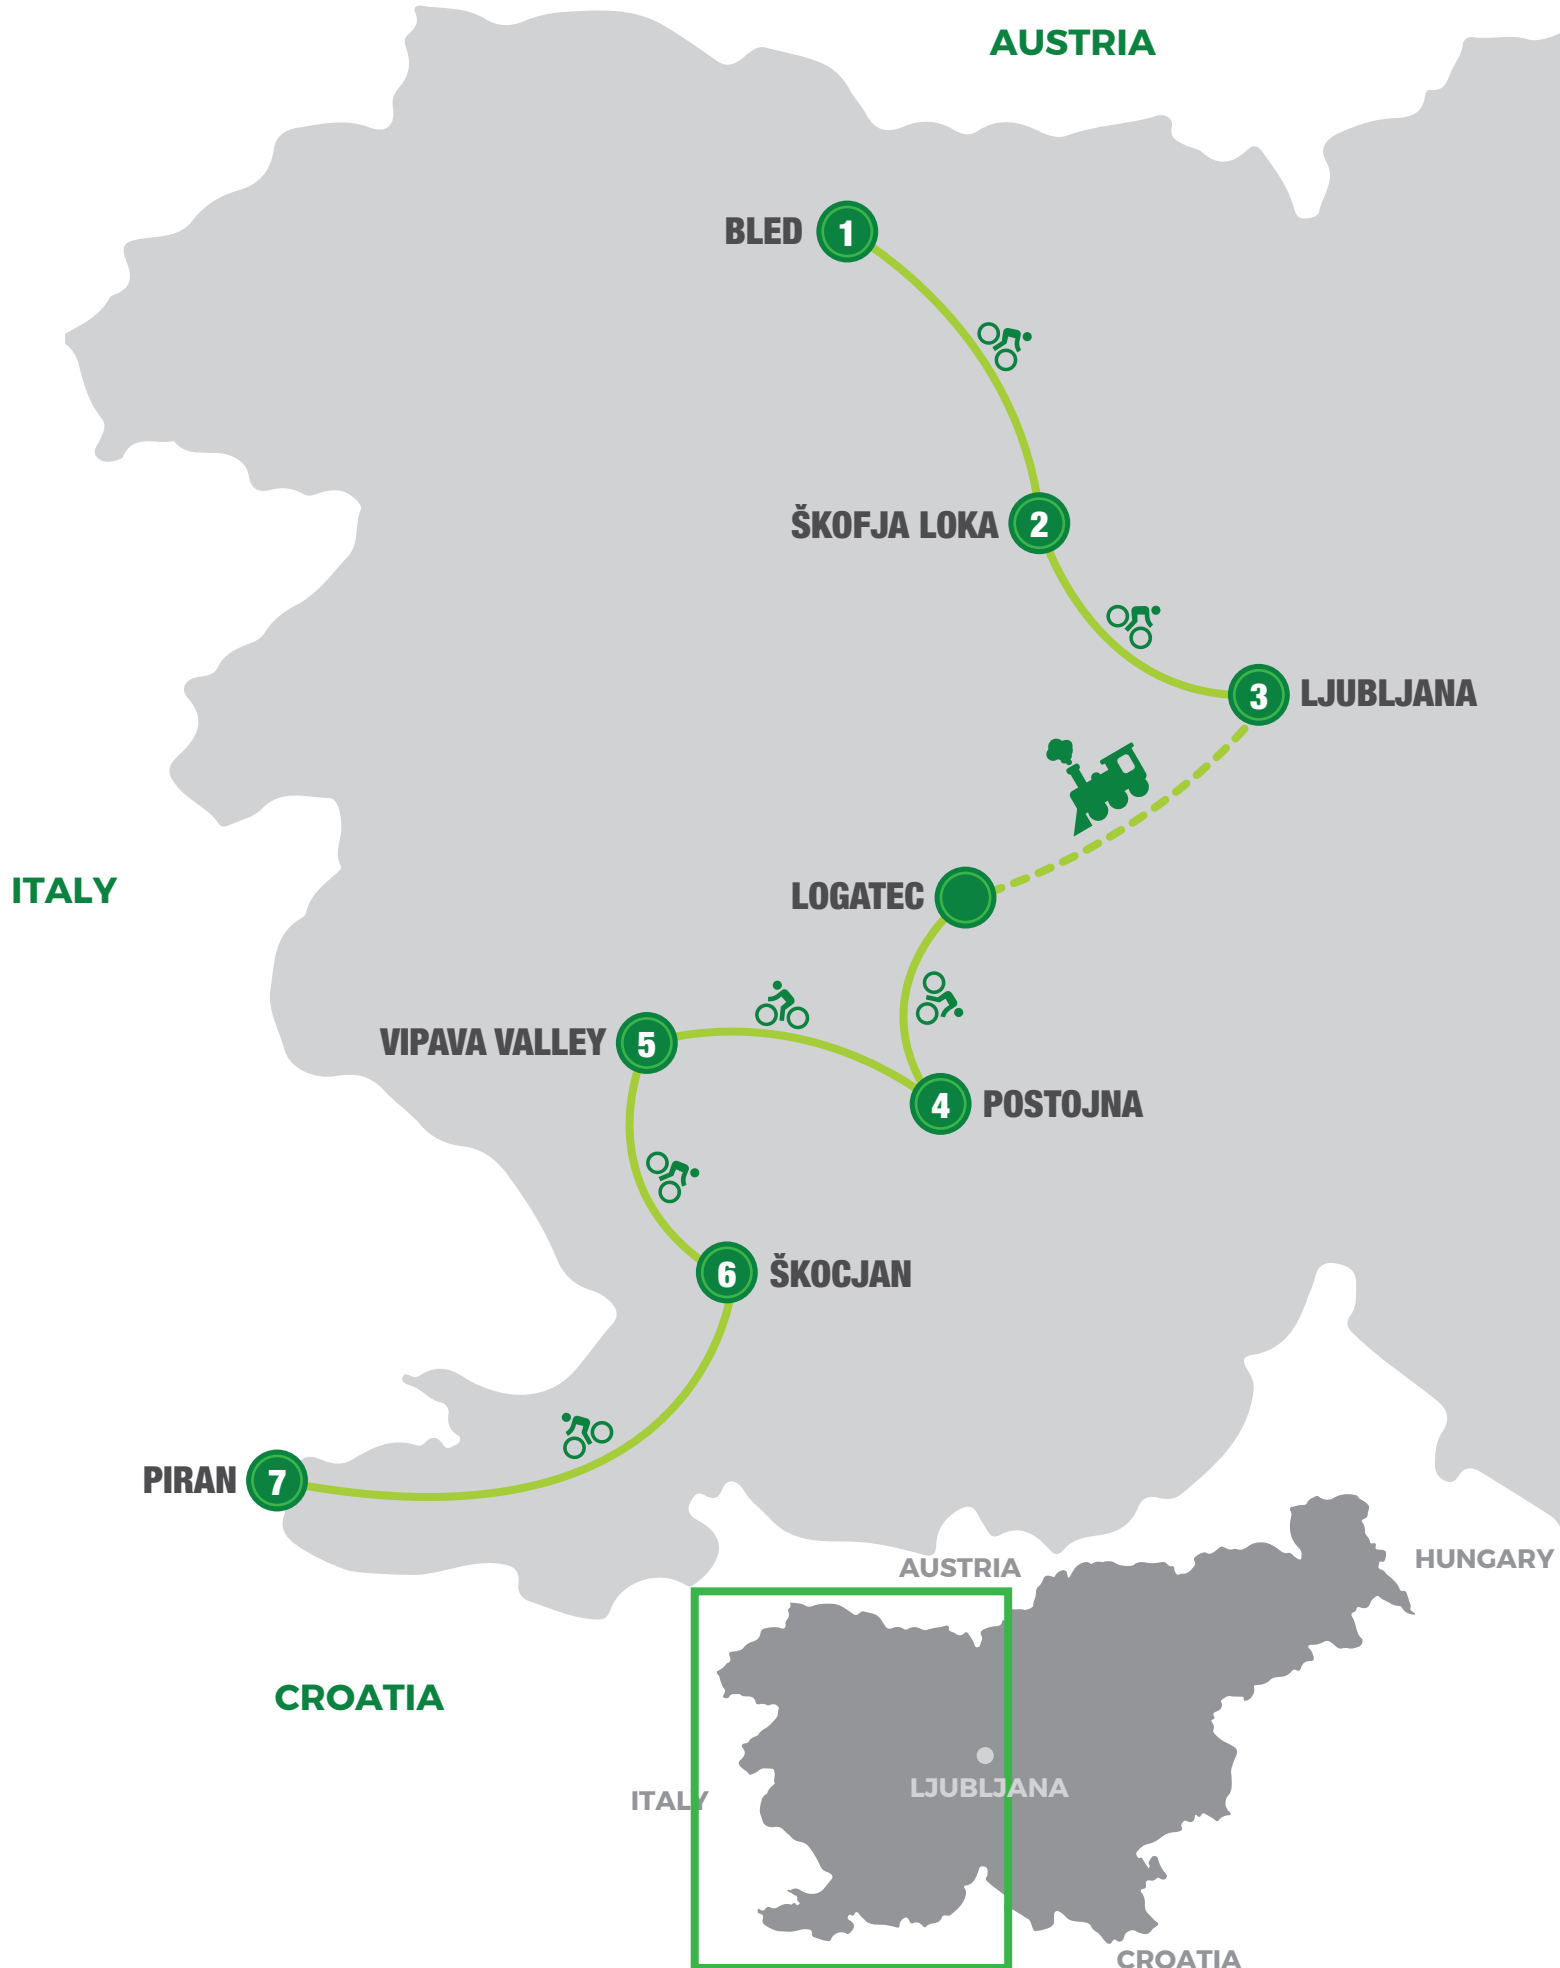 AUSTRIA
BLED 1
ŠKOFJA LOKA 2
3 LJUBLJANA
ITALY
LOGATEC
VIPAVA VALLEY 5
4 POSTOJNA
6 ŠKOCJAN
PIRAN 7
CROATIA
AUSTRIA
HUNGARY
ITALY
LJUBLJANA
CROATIA